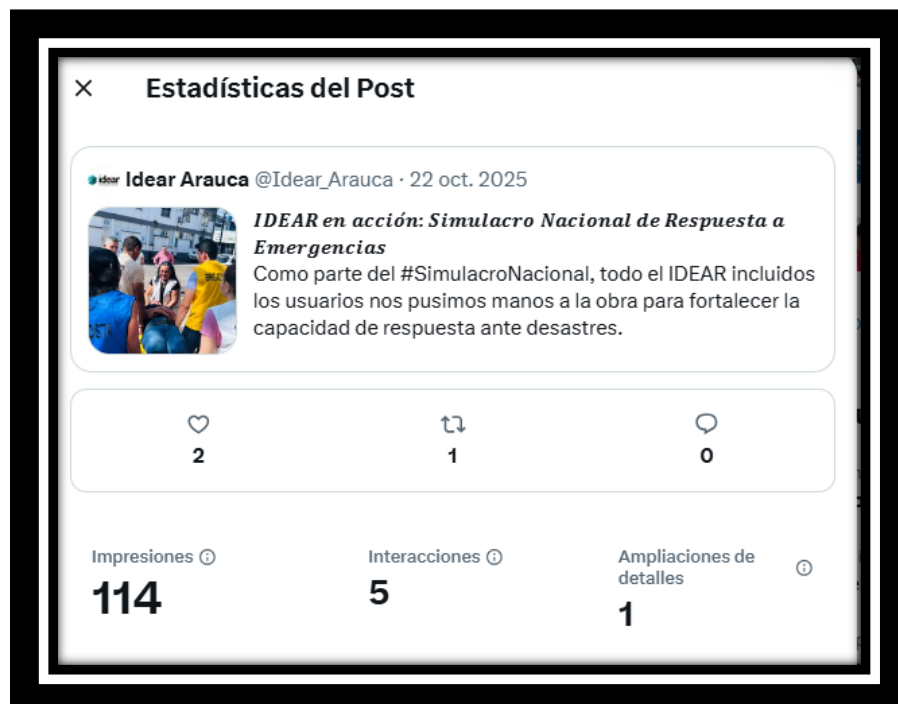 Estadísticas del Post
idear Idear Arauca @Idear_Arauca · 22 oct. 2025
IDEAR en acción: Simulacro Nacional de Respuesta a
Emergencias
Como parte del #SimulacroNacional, todo el IDEAR incluidos
los usuarios nos pusimos manos a la obra para fortalecer la
capacidad de respuesta ante desastres.
2
1
0
Impresiones
114
Interacciones
5
Ampliaciones de
detalles
1